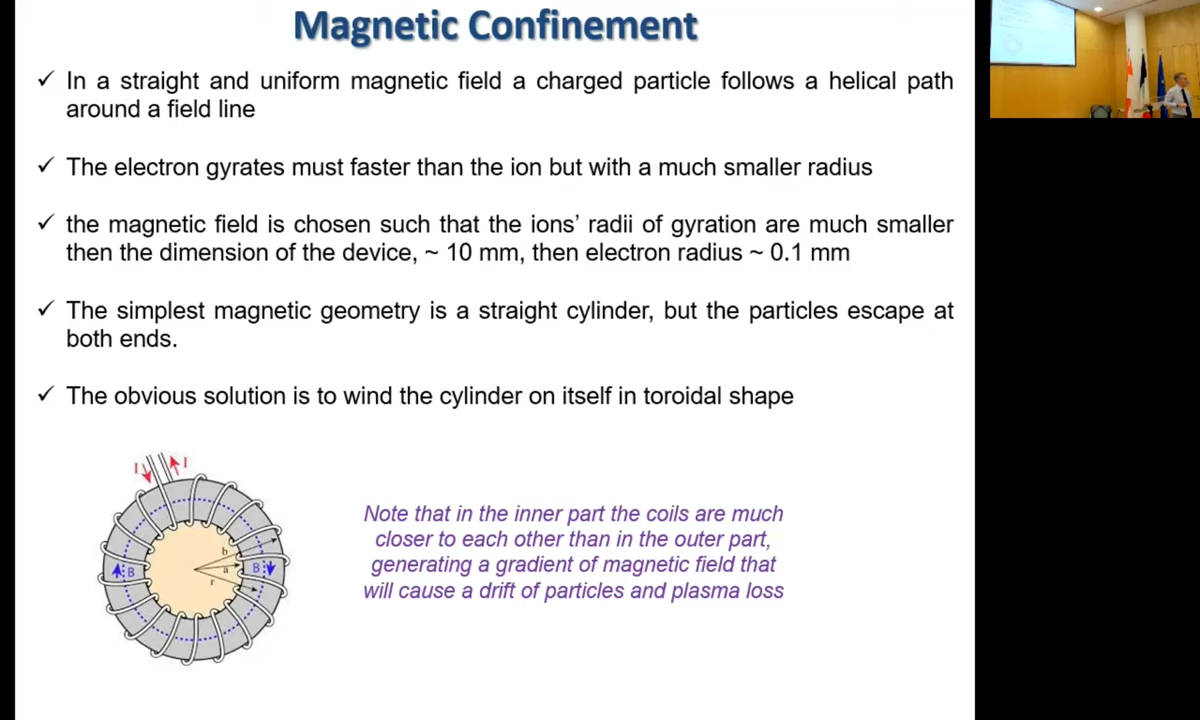 Magnetic Confinement
✓ In a straight and uniform magnetic field a charged particle follows a helical path
around a field line
✓ The electron gyrates must faster than the ion but with a much smaller radius
✓ the magnetic field is chosen such that the ions' radii of gyration are much smaller
then the dimension of the device, ~ 10 mm, then electron radius ~ 0.1 mm
✓ The simplest magnetic geometry is a straight cylinder, but the particles escape at
both ends.
✓ The obvious solution is to wind the cylinder on itself in toroidal shape
I I
b
B a B
r
Note that in the inner part the coils are much
closer to each other than in the outer part,
generating a gradient of magnetic field that
will cause a drift of particles and plasma loss